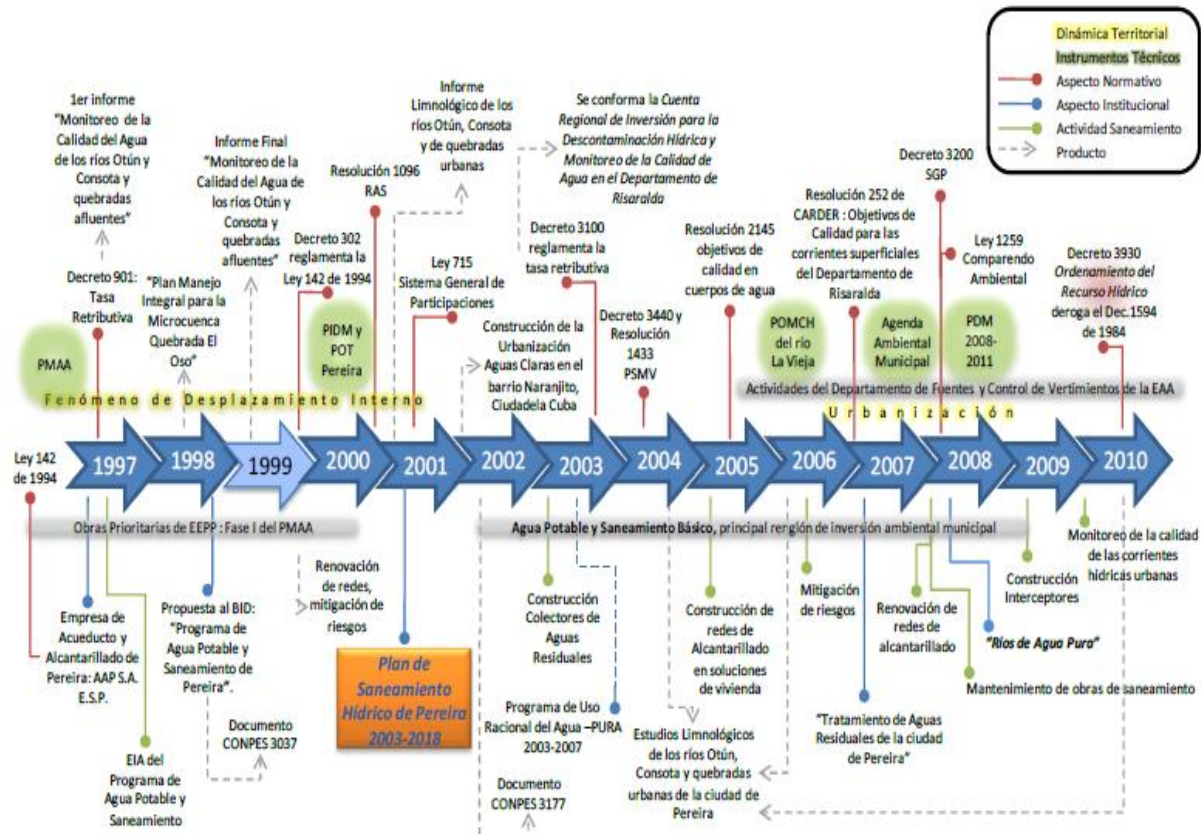 Dinámica Territorial
Instrumentos Técnicos
Aspecto Normativo
Aspecto Institucional
Actividad Saneamiento
Producto
1er informe
"Monitoreo de la
Calidad del Agua
de los ríos Otún y
Consota y
quebradas
afluentes"
Informe Final
"Monitoreo de la
Calidad del Agua de
los ríos Otún y
Consota y
quebradas
afluentes"
Resolución 1096
RAS
Informe
Limnológico de los
ríos Otún, Consota
y de quebradas
urbanas
Se conforma la Cuenta
Regional de Inversión para la
Descontaminación Hídrica y
Monitoreo de la Calidad de
Agua en el Departamento de
Risaralda
Decreto 3200
SGP
Decreto 901:
Tasa
Retributiva
"Plan Manejo
Integral para la
Microcuenca
Quebrada El
Oso"
Decreto 302
reglamenta la
Ley 142 de 1994
Ley 715
Sistema General de
Participaciones
Decreto 3100
reglamenta la
tasa retributiva
Construcción de la
Urbanización
Aguas Claras en el
barrio Naranjito,
Ciudadela Cuba
Decreto 3440 y
Resolución
1433
PSMV
Resolución 2145
objetivos de
calidad en
cuerpos de agua
Resolución 252 de
CARDER : Objetivos de
Calidad para las
corrientes superficiales
del Departamento de
Risaralda
Ley 1259
Comparendo
Ambiental
Decreto 3930
Ordenamiento del
Recurso Hídrico
deroga el Dec.1594
de 1984
PMAA
PIDM y
POT
Pereira
POMCH
del río
La Vieja
Agenda
Ambiental
Municipal
PDM
2008-
2011
Actividades del Departamento de Fuentes y Control de Vertimientos de la EAA
Fenómeno de Desplazamiento Interno
Urbanización
Ley 142
de 1994
1997
1998
1999
2000
2001
2002
2003
2004
2005
2006
2007
2008
2009
2010
Obras Prioritarias de EEPP : Fase I del PMAA
Agua Potable y Saneamiento Básico, principal renglón de inversión ambiental municipal
Empresa de
Acueducto y
Alcantarillado de
Pereira: AAP S.A.
E.S.P.
EIA del
Programa de
Agua Potable y
Saneamiento
Propuesta al BID:
"Programa de
Agua Potable y
Saneamiento de
Pereira".
Documento
CONPES 3037
Renovación
de redes,
mitigación de
riesgos
Plan de
Saneamiento
Hídrico de Pereira
2003-2018
Construcción
Colectores de
Aguas
Residuales
Programa de Uso
Racional del Agua –PURA
2003-2007
Documento
CONPES 3177
Construcción de
redes de
Alcantarillado
en soluciones
de vivienda
Estudios Limnológicos
de los ríos Otún,
Consota y quebradas
urbanas de la ciudad de
Pereira
Mitigación
de riesgos
"Tratamiento de Aguas
Residuales de la ciudad
de Pereira"
Renovación
de redes de
alcantarillado
"Ríos de Agua Pura"
Mantenimiento de obras de saneamiento
Construcción
Interceptores
Monitoreo de la calidad
de las corrientes
hídricas urbanas